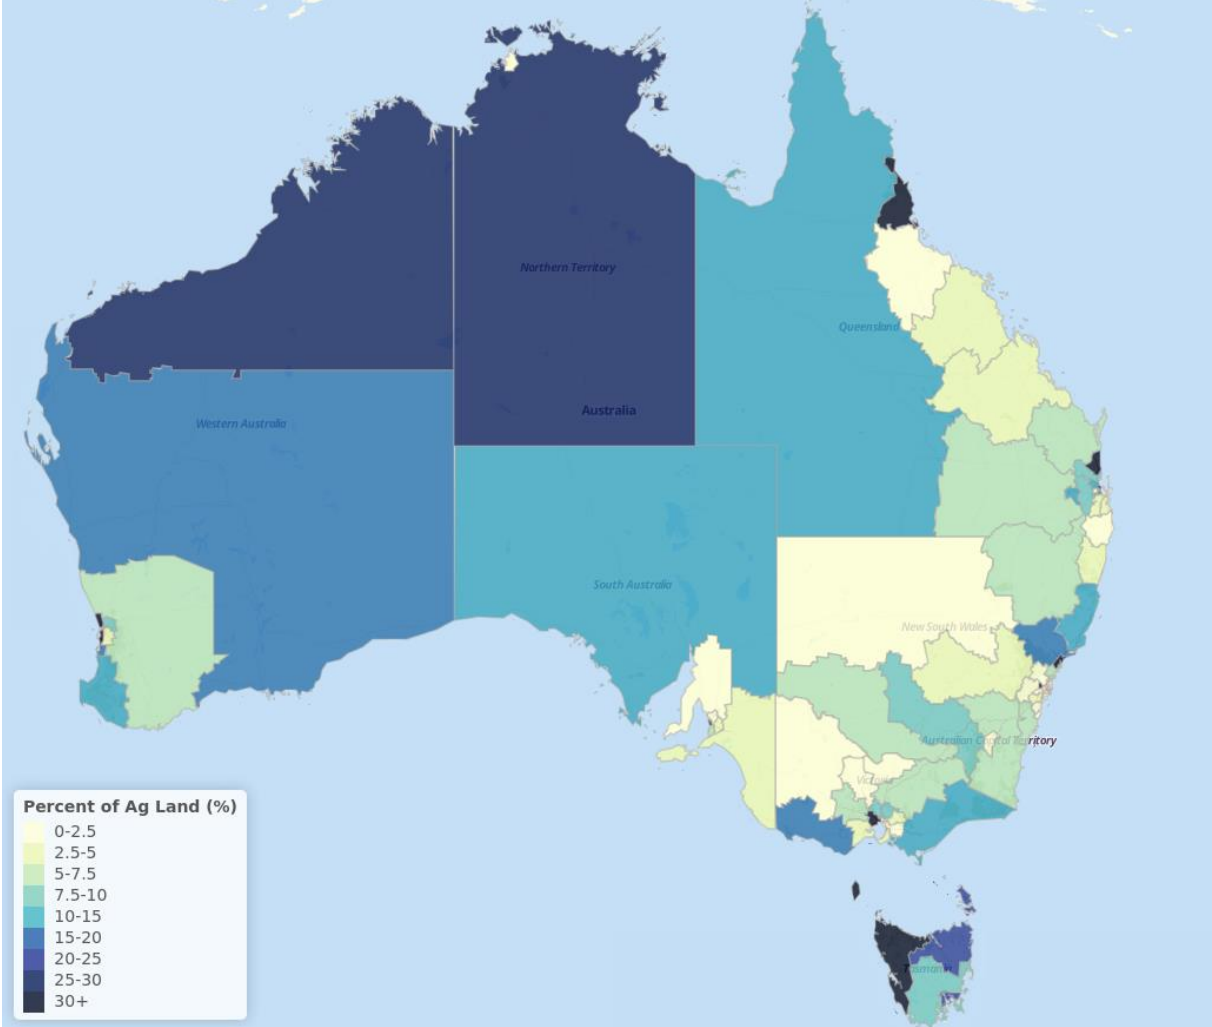 Northern Territory
Queensland
Australia
Western Australia
South Australia
New South Wales
Australian Capital Territory
Victoria
Tasmania
Percent of Ag Land (%)
0-2.5
2.5-5
5-7.5
7.5-10
10-15
15-20
20-25
25-30
30+